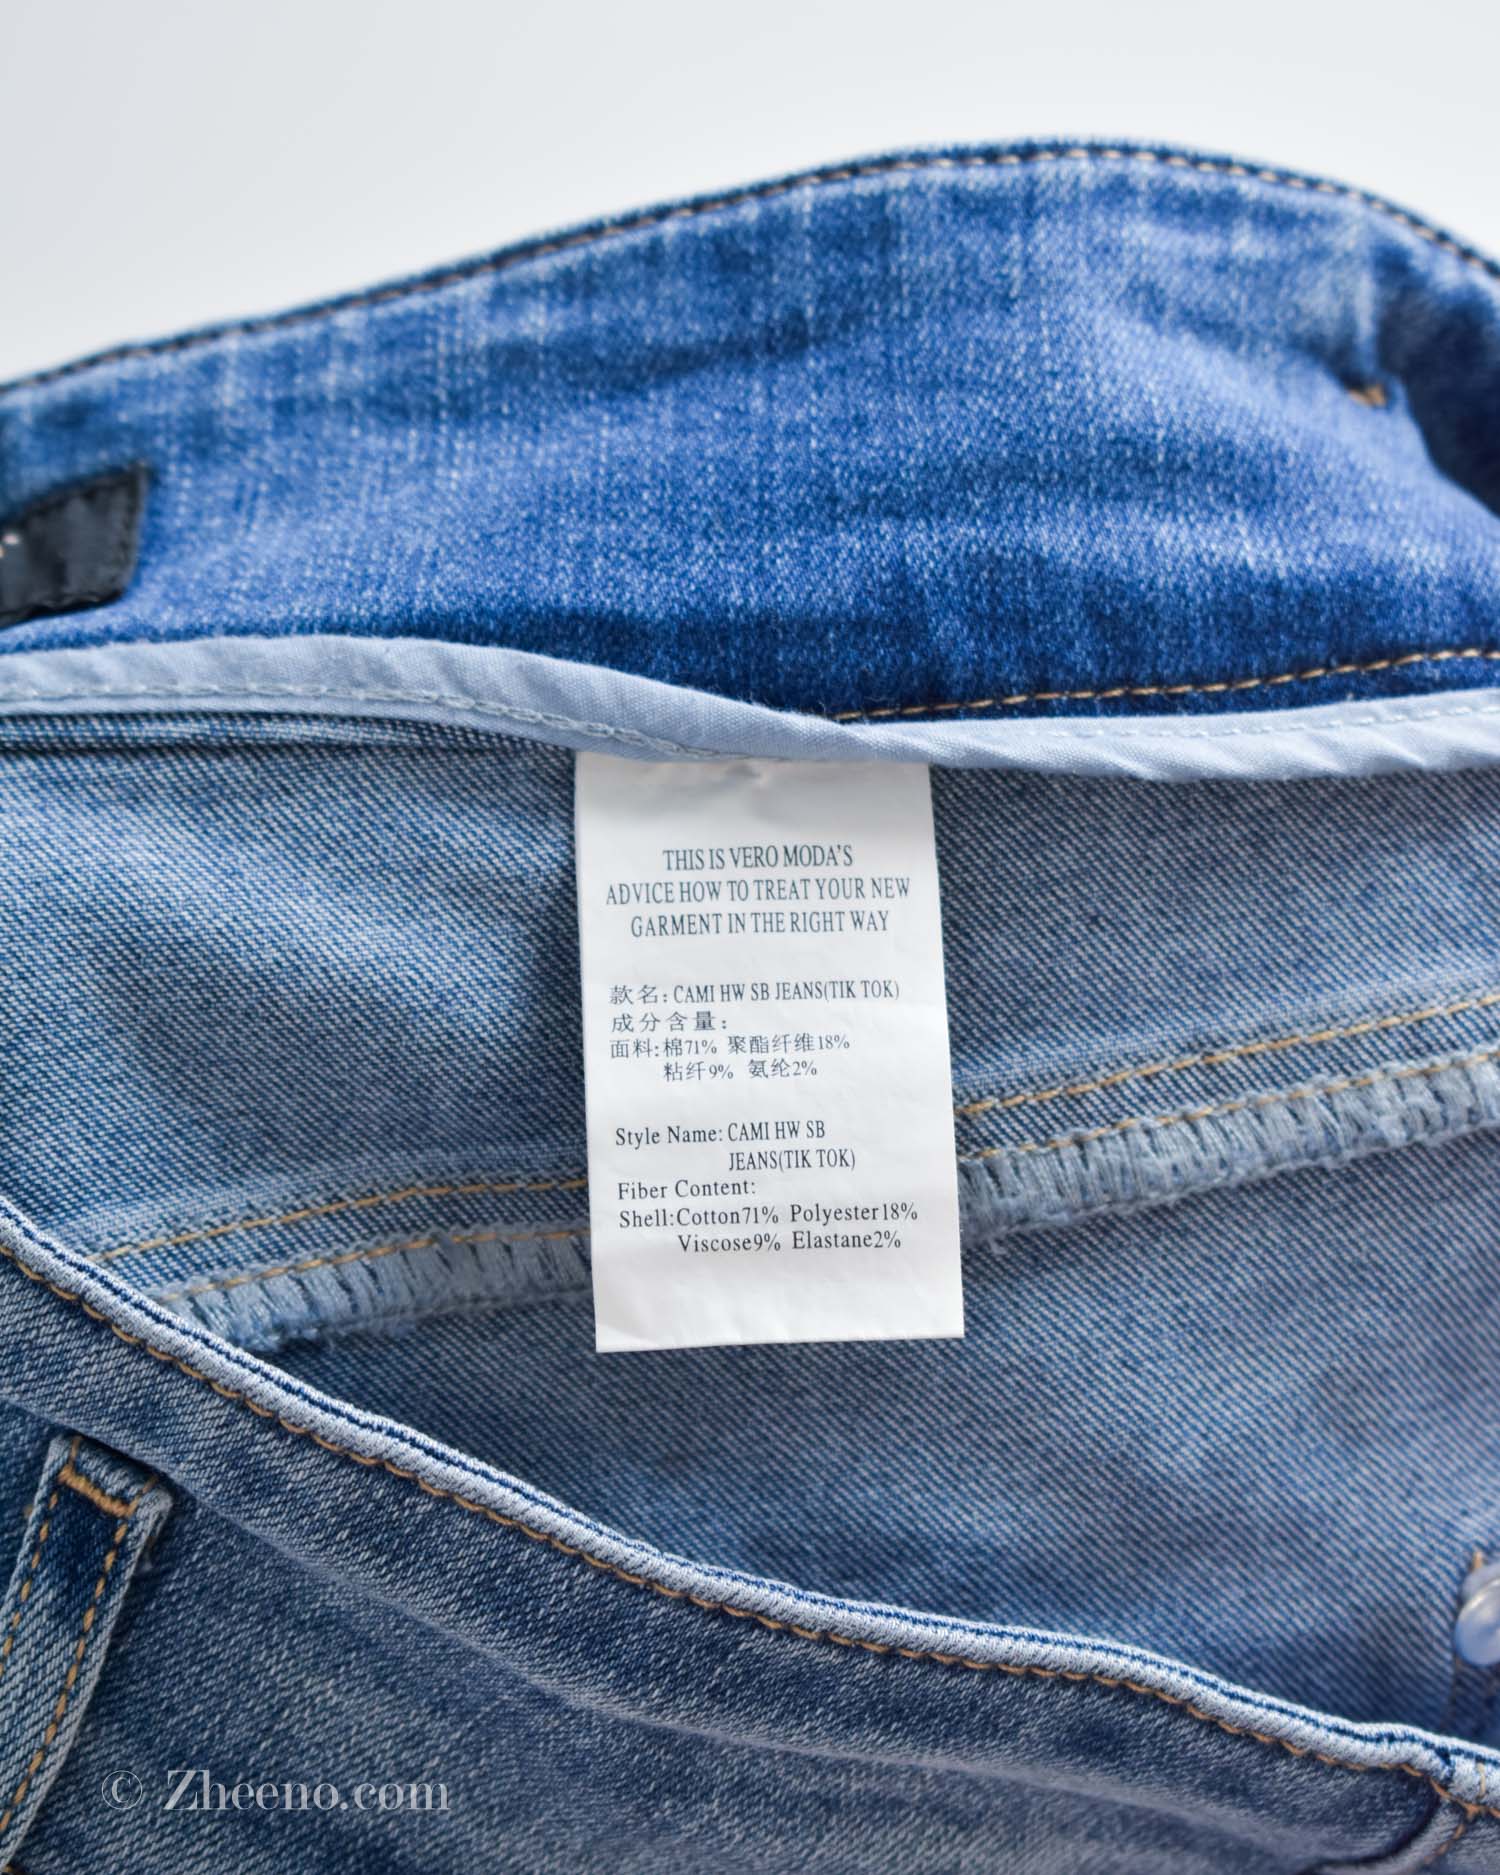 THIS IS VERO MODA'S
ADVICE HOW TO TREAT YOUR NEW
GARMENT IN THE RIGHT WAY
款名: CAMI HW SB JEANS(TIK TOK)
成分含量:
面料:棉71% 聚酯纤维18%
粘纤9% 氨纶2%
Style Name: CAMI HW SB
JEANS(TIK TOK)
Fiber Content:
Shell:Cotton71% Polyester18%
Viscose9% Elastane2%
© Zheeno.com